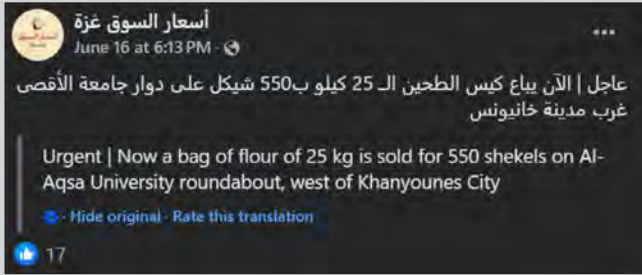 أسعار السوق غزة
June 16 at 6:13 PM ·
عاجل | الآن يباع كيس الطحين الـ 25 كيلو ب550 شيكل على دوار جامعة الأقصى
غرب مدينة خانيونس
Urgent | Now a bag of flour of 25 kg is sold for 550 shekels on Al-
Aqsa University roundabout, west of Khanyounes City
· Hide original · Rate this translation
17